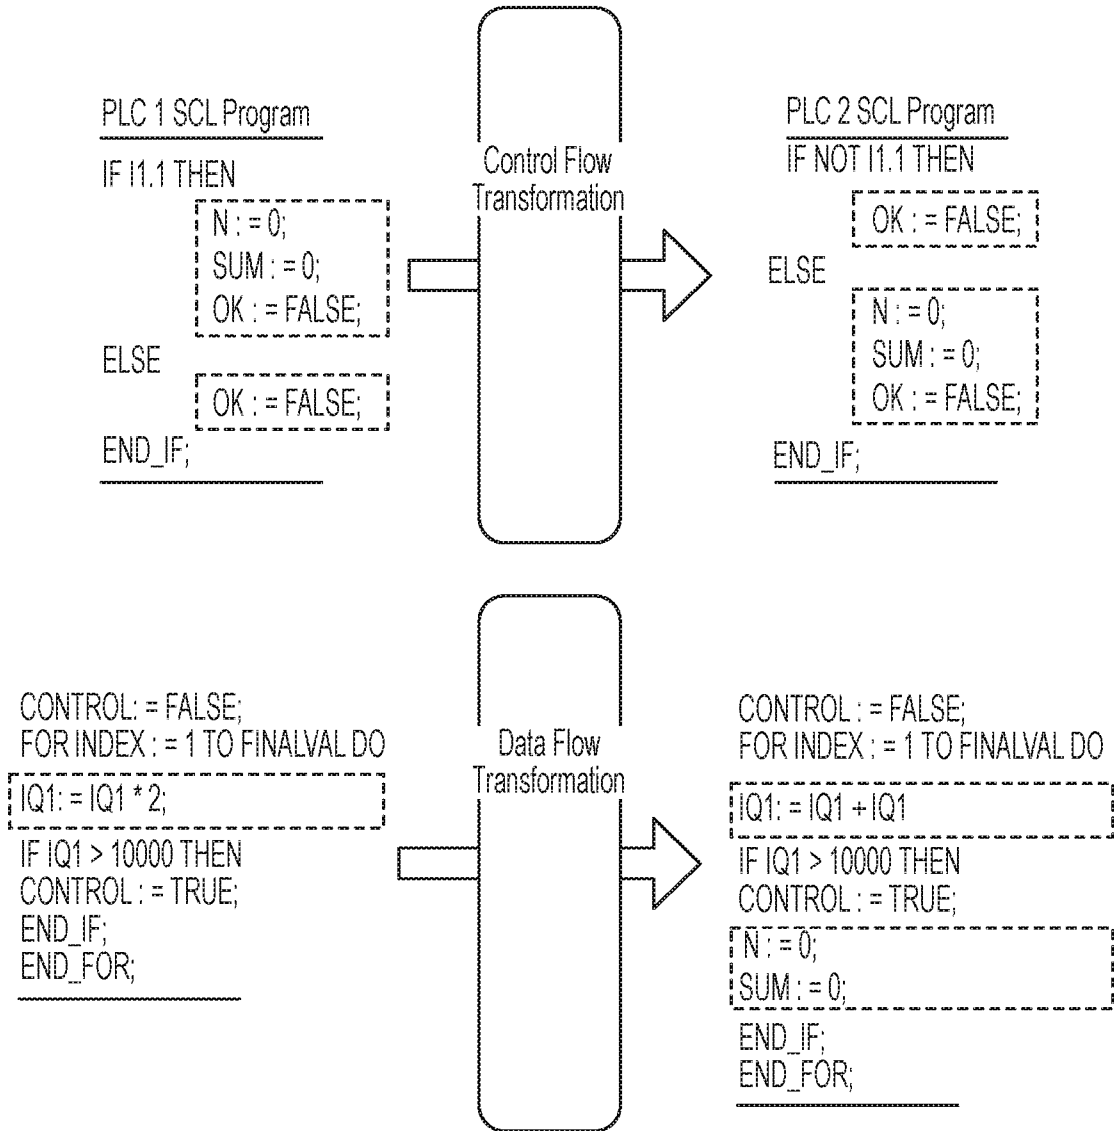 PLC 1 SCL Program
IF I1.1 THEN
N : = 0;
SUM : = 0;
OK : = FALSE;
ELSE
OK : = FALSE;
END_IF;
Control Flow
Transformation
PLC 2 SCL Program
IF NOT I1.1 THEN
OK : = FALSE;
ELSE
N : = 0;
SUM : = 0;
OK : = FALSE;
END_IF;
CONTROL: = FALSE;
FOR INDEX : = 1 TO FINALVAL DO
IQ1: = IQ1 * 2;
IF IQ1 > 10000 THEN
CONTROL : = TRUE;
END_IF;
END_FOR;
Data Flow
Transformation
CONTROL : = FALSE;
FOR INDEX : = 1 TO FINALVAL DO
IQ1: = IQ1 + IQ1
IF IQ1 > 10000 THEN
CONTROL : = TRUE;
N : = 0;
SUM : = 0;
END_IF;
END_FOR;